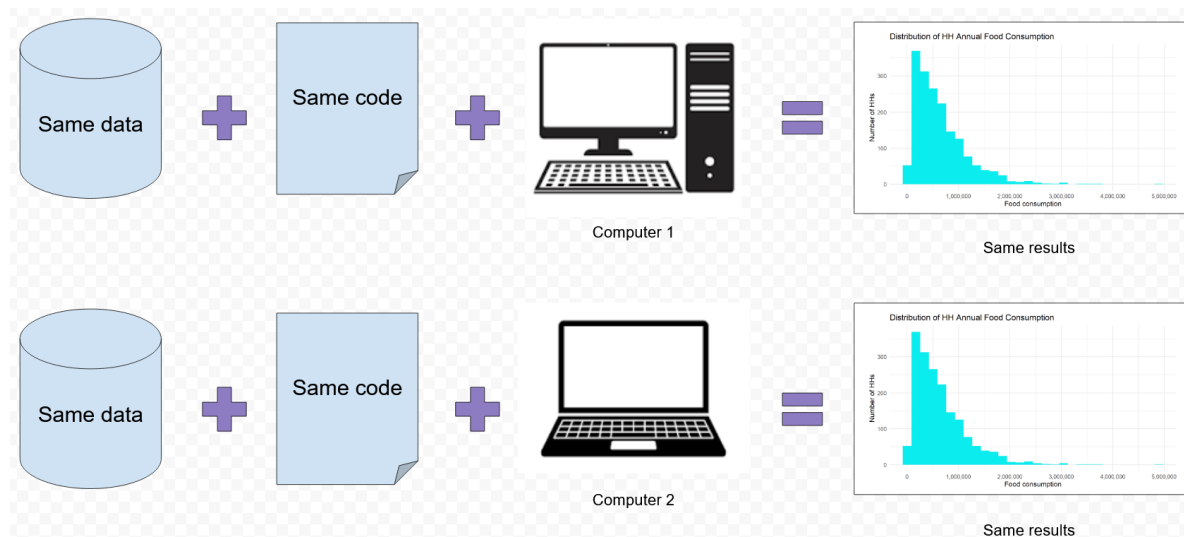 Same data
Same code
Computer 1
Distribution of HH Annual Food Consumption
Number of HHs
300
200
100
0
0
1,000,000
2,000,000
3,000,000
4,000,000
5,000,000
Food consumption
Same results
Same data
Same code
Computer 2
Distribution of HH Annual Food Consumption
Number of HHs
300
200
100
0
0
1,000,000
2,000,000
3,000,000
4,000,000
5,000,000
Food consumption
Same results